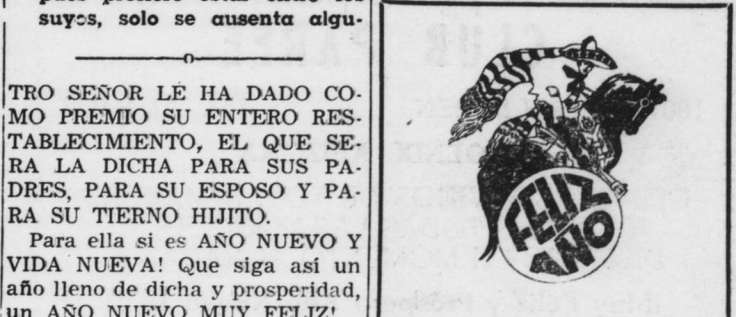 suyos, solo se ausenta algu-
TRO SEÑOR LE HA DADO CO-
MO PREMIO SU ENTERO RES-
TABLECIMIENTO, EL QUE SE-
RA LA DICHA PARA SUS PA-
DRES, PARA SU ESPOSO Y PA-
RA SU TIERNO HIJITO.
Para ella si es AÑO NUEVO Y
VIDA NUEVA! Que siga así un
año lleno de dicha y prosperidad,
un AÑO NUEVO MUY FELIZ!
FELIZ
AÑO